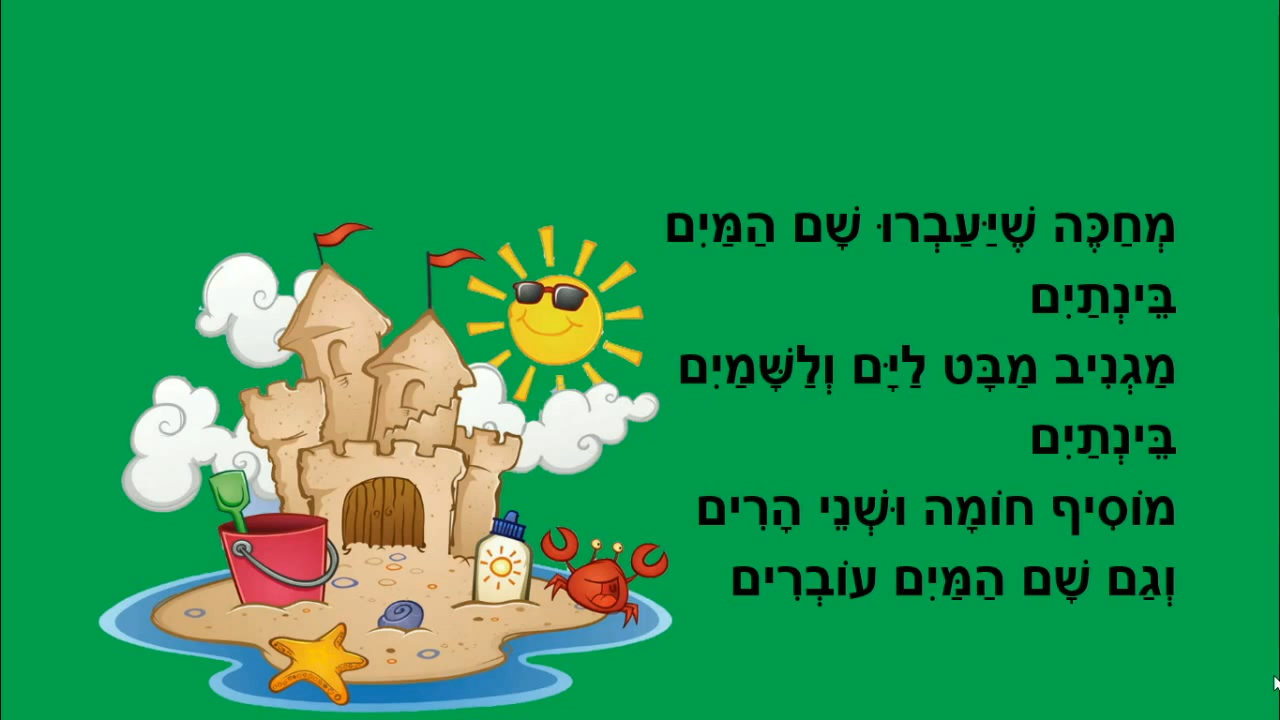 מְחַכֶּה שֶׁיַּעַבְרוּ שָׁם הַמַּיִם
בֵּינְתַיִם
מַגְנִיב מַבָּט לַיָּם וְלַשָּׁמַיִם
בֵּינְתַיִם
מוֹסִיף חוֹמָה וּשְׁנֵי הָרִים
וְגַם שָׁם הַמַּיִם עוֹבְרִים